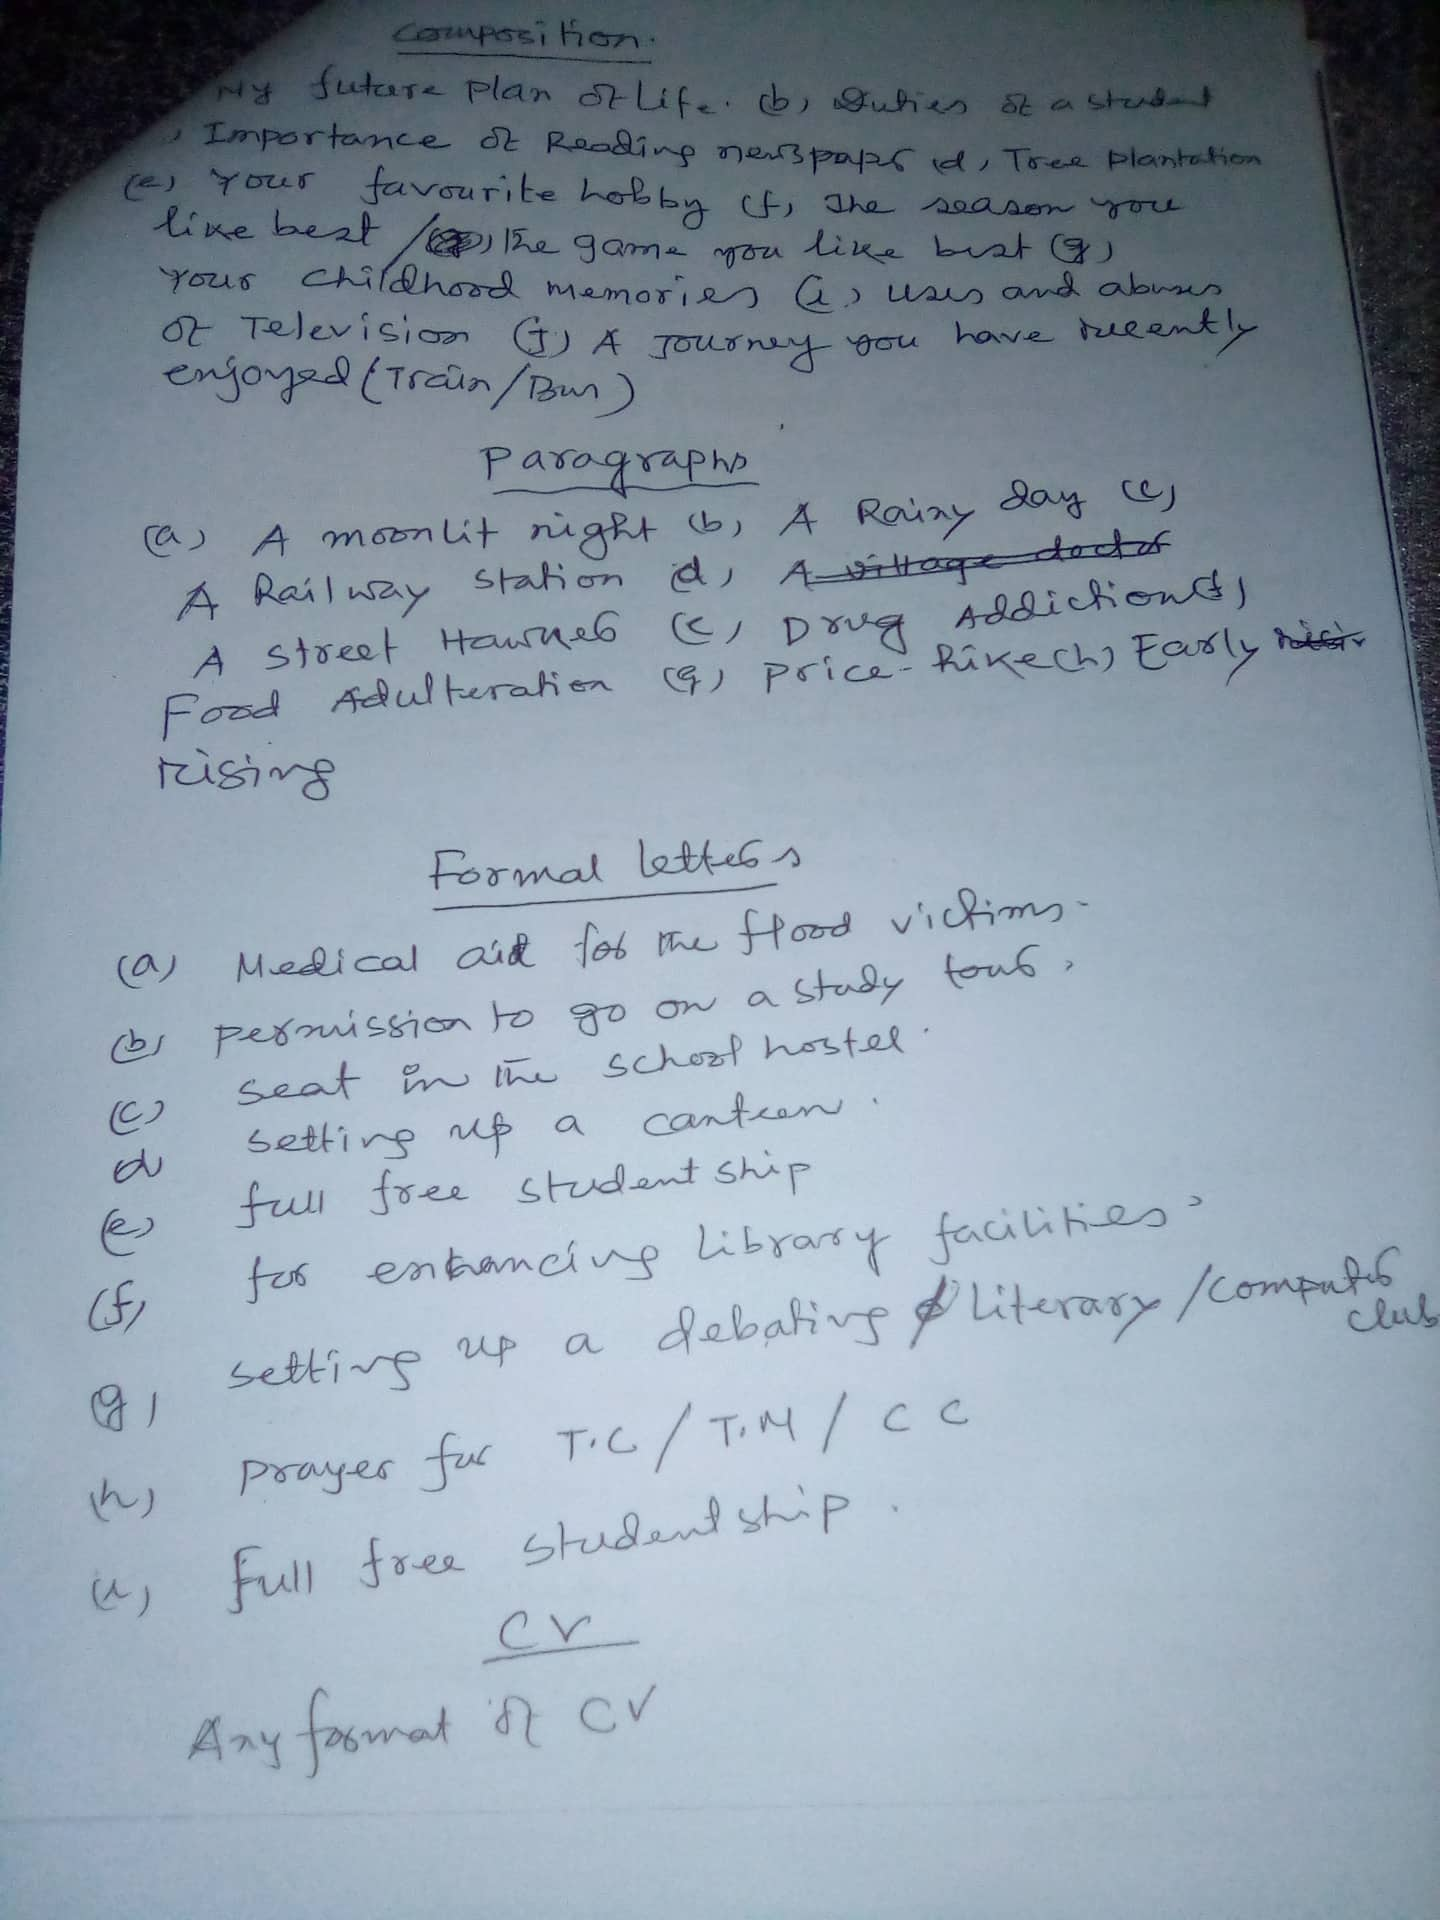 Composition.
My future plan of Life. (b) Duties of a student
, Importance of Reading newspaper (d) Tree plantation
(e) Your favourite hobby (f) The season you
like best / the game you like best (g)
Your childhood memories (i) uses and abuses
of Television (J) A Journey you have recently
enjoyed (Train/Bus)
Paragraphs
(a) A moonlit night (b) A Rainy day (c)
A Railway station (d) A village doctor
A street Hawker (e) Drug Addiction (f)
Food Adulteration (g) price-hike (h) Early
rising
Formal letters
(a) Medical aid for the flood victims.
(b) permission to go on a study tour,
(c) seat in the school hostel.
d) setting up a canteen.
(e) full free student ship
(f) for enhancing Library facilities
g) setting up a debating / Literary / computer
club
(h) prayer for T.C / T.M / C C
(i) Full free student ship.
CV
Any format of CV